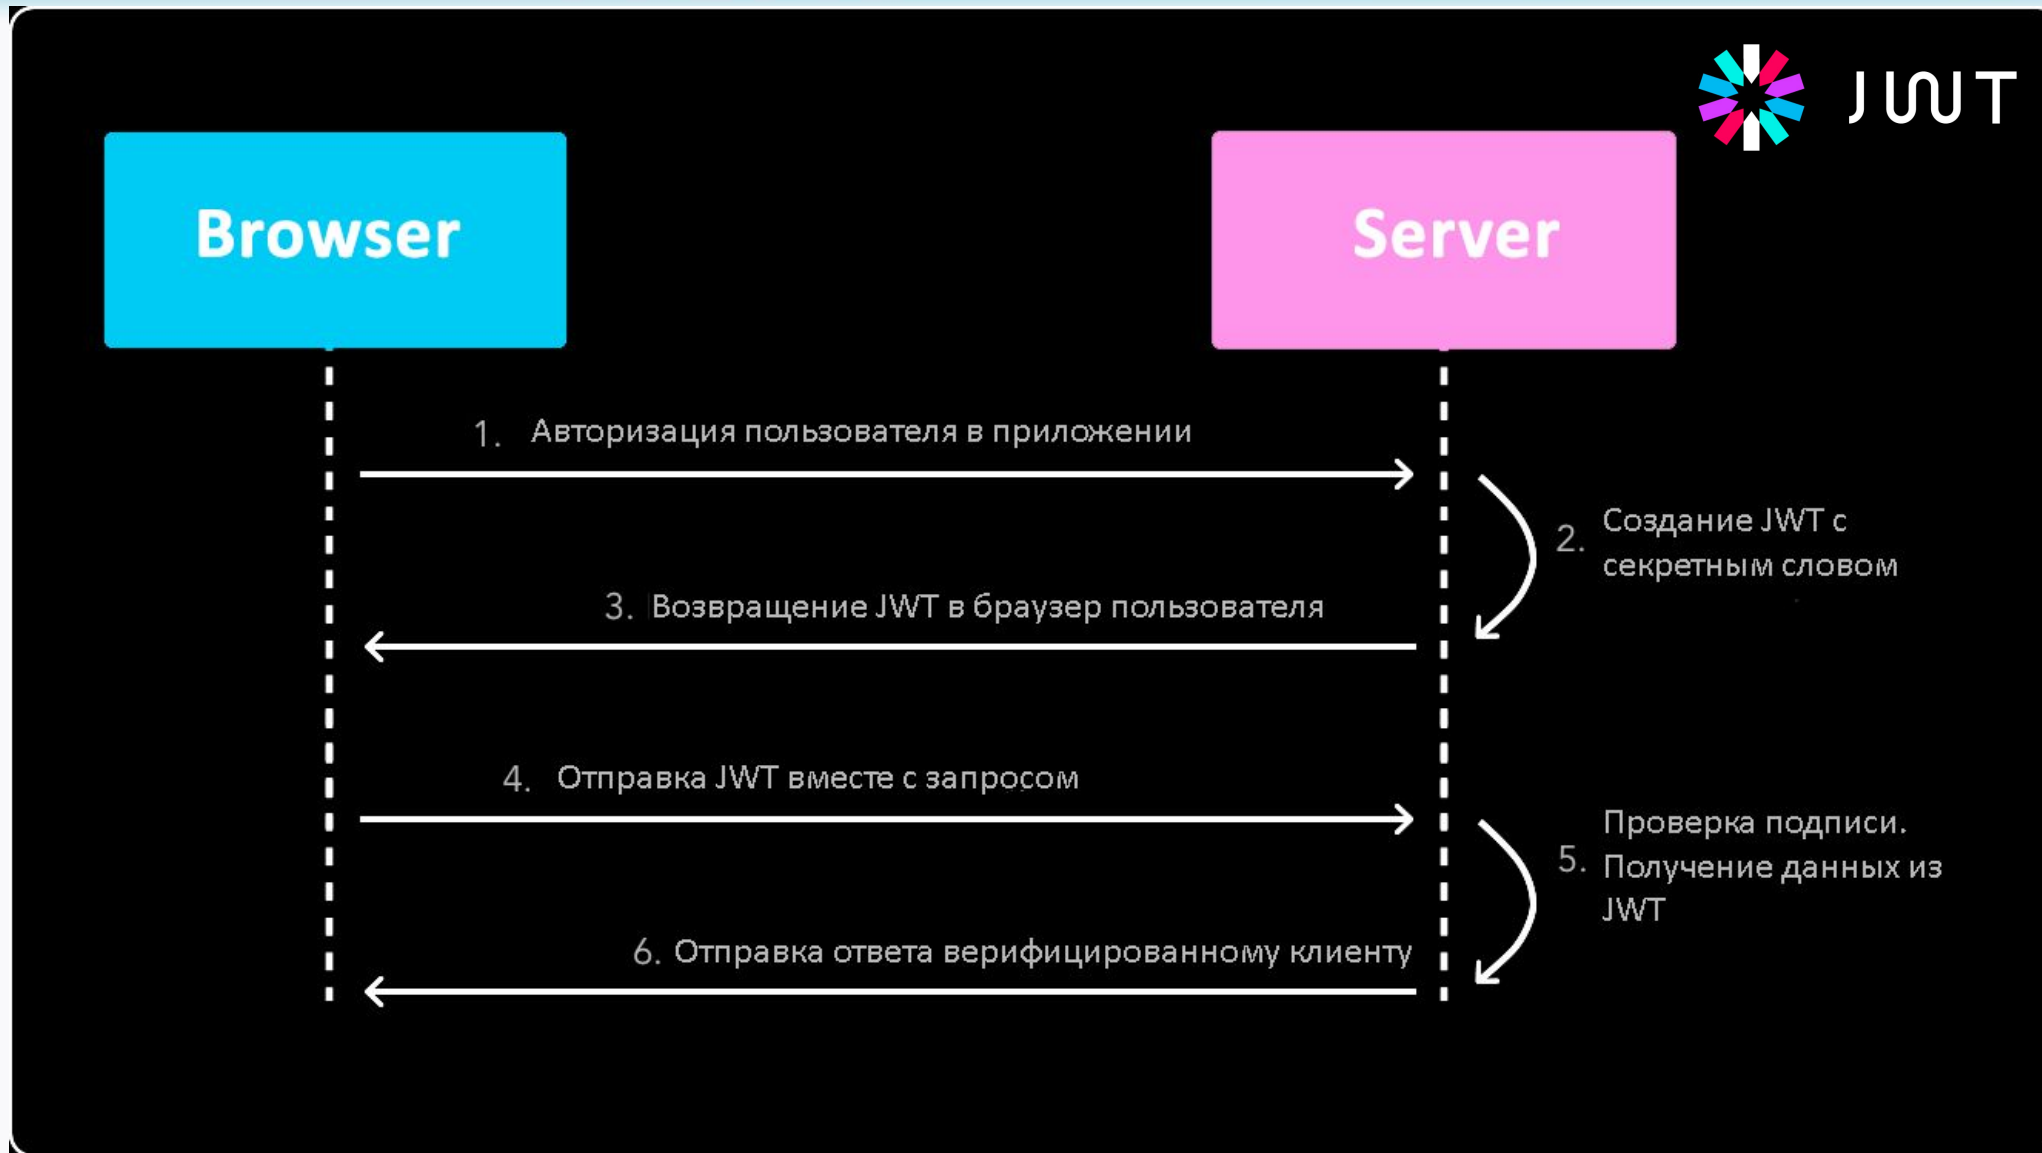 JWT
Browser
Server
1. Авторизация пользователя в приложении
2. Создание JWT с
секретным словом
3. Возвращение JWT в браузер пользователя
4. Отправка JWT вместе с запросом
Проверка подписи.
5. Получение данных из
JWT
6. Отправка ответа верифицированному клиенту